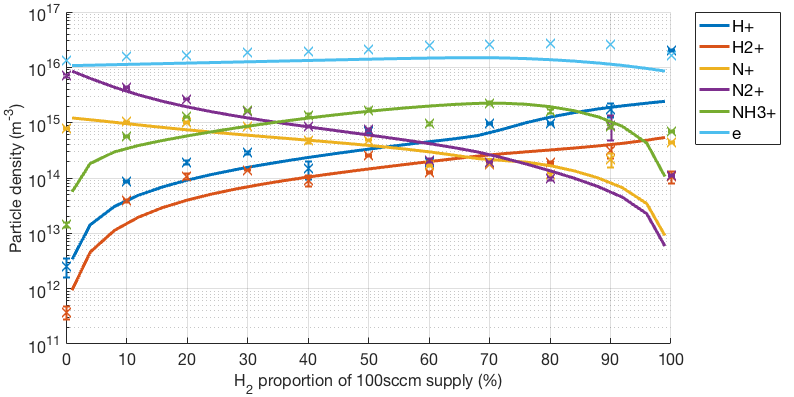 10^17
10^16
10^15
10^14
10^13
10^12
10^11
Particle density (m^-3)
0 10 20 30 40 50 60 70 80 90 100
H_2 proportion of 100sccm supply (%)
H+
H2+
N+
N2+
NH3+
e